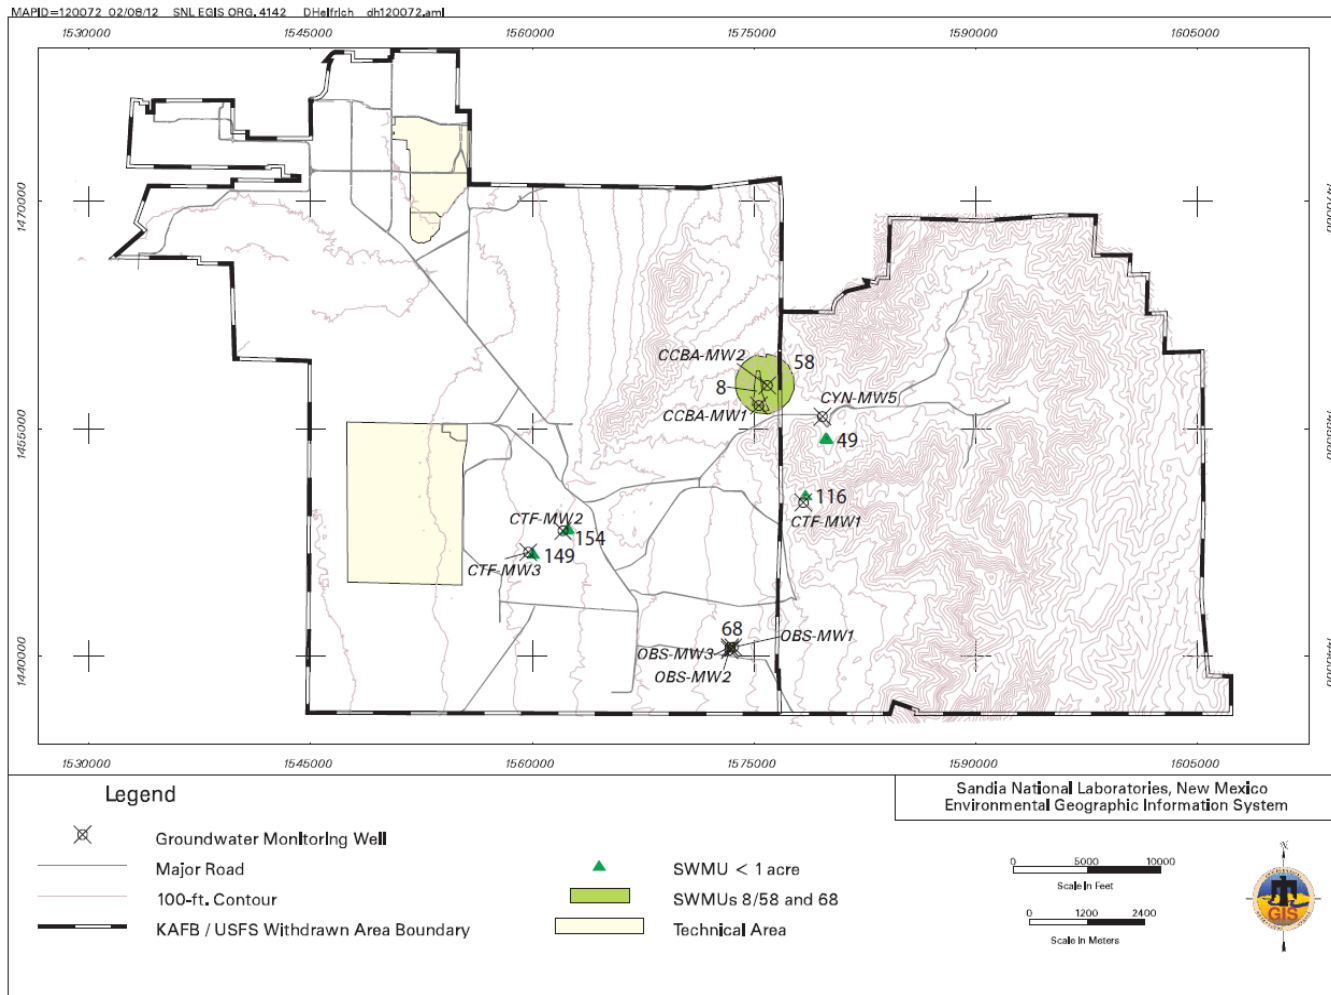 MAPID=120072 02/08/12 SNL EGIS ORG. 4142 DHelfrich dh120072.aml
1530000 1545000 1560000 1575000 1590000 1605000
1470000 1470000
CCBA-MW2 58
8 CYN-MW5
CCBA-MW1
1455000 1455000
49
116
CTF-MW2 CTF-MW1
154
149
CTF-MW3
68 OBS-MW1
OBS-MW3
1440000 1440000
OBS-MW2
1530000 1545000 1560000 1575000 1590000 1605000
Legend
Groundwater Monitoring Well
Major Road
100-ft. Contour
KAFB / USFS Withdrawn Area Boundary
SWMU < 1 acre
SWMUs 8/58 and 68
Technical Area
Sandia National Laboratories, New Mexico
Environmental Geographic Information System
0 5000 10000
Scale In Feet
0 1200 2400
Scale In Meters
N
GIS